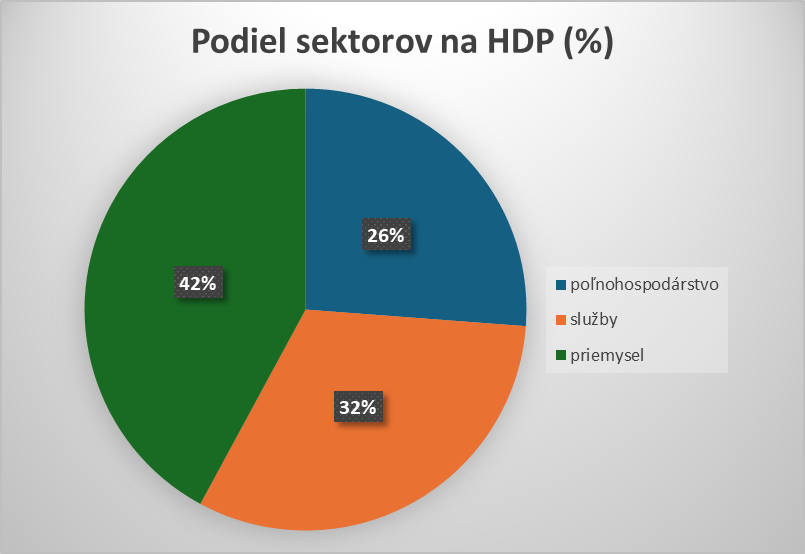 Podiel sektorov na HDP (%)
26%
42%
32%
poľnohospodárstvo
služby
priemysel